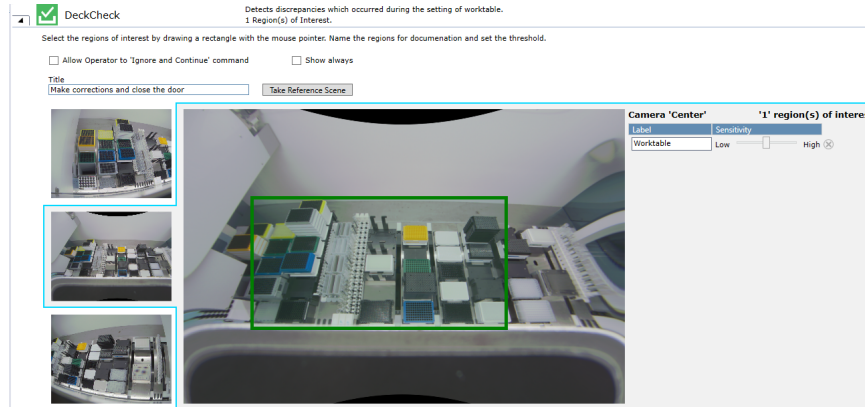 DeckCheck
Detects discrepancies which occurred during the setting of worktable.
1 Region(s) of Interest.
Select the regions of interest by drawing a rectangle with the mouse pointer. Name the regions for documenation and set the threshold.
Allow Operator to 'Ignore and Continue' command
Show always
Title
Make corrections and close the door
Take Reference Scene
Camera 'Center'
'1' region(s) of interes
Label
Sensitivity
Worktable
Low
High